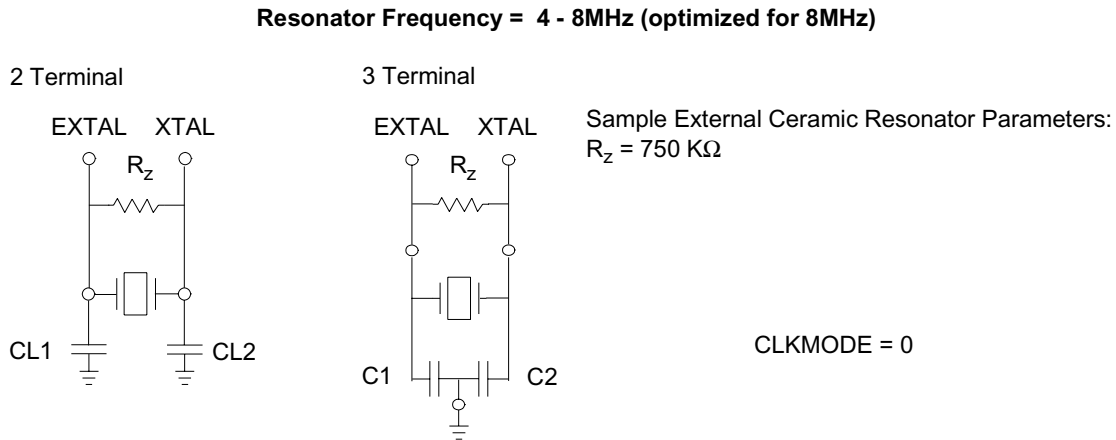 Resonator Frequency = 4 - 8MHz (optimized for 8MHz)
2 Terminal
EXTAL XTAL
Rz
CL1
CL2
3 Terminal
EXTAL XTAL
Rz
C1
C2
Sample External Ceramic Resonator Parameters:
Rz = 750 KΩ
CLKMODE = 0